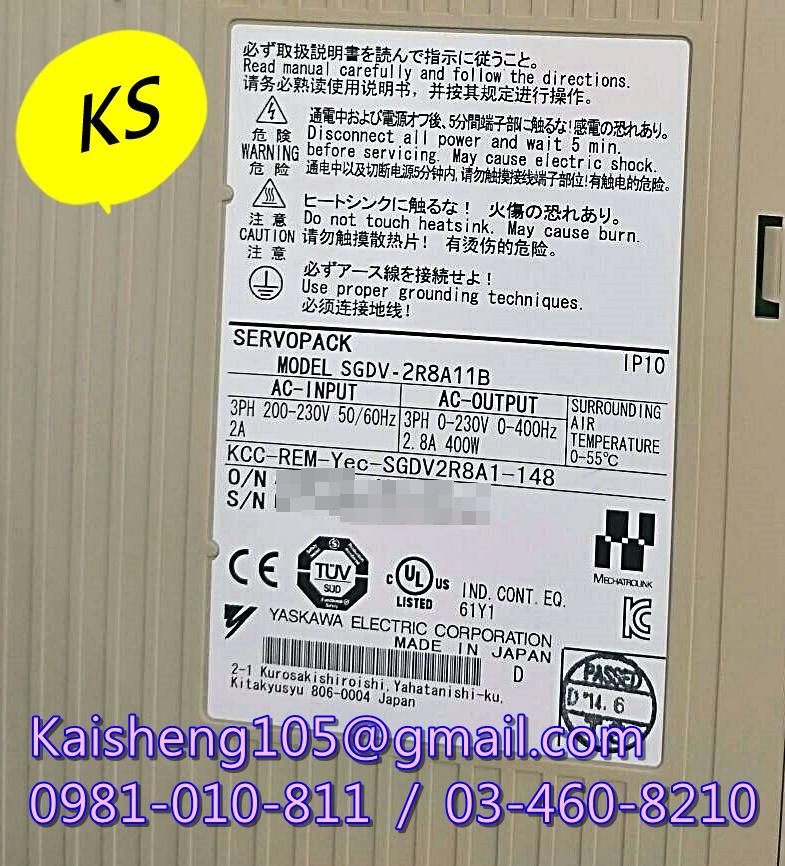 KS
必ず取扱説明書を読んで指示に従うこと。
Read manual carefully and follow the directions.
请务必熟读使用说明书，并按其规定进行操作。
危険
WARNING
危险
通電中および電源オフ後、5分間端子部に触るな!感電の恐れあり。
Disconnect all power and wait 5 min.
before servicing. May cause electric shock.
通电中以及切断电源5分钟内,请勿触摸接线端子部位!有触电的危险。
注意
CAUTION
注意
ヒートシンクに触るな! 火傷の恐れあり。
Do not touch heatsink. May cause burn.
请勿触摸散热片! 有烫伤的危险。
必ずアース線を接続せよ!
Use proper grounding techniques.
必须连接地线!
SERVOPACK IP10
MODEL SGDV-2R8A11B
AC-INPUT
3PH 200-230V 50/60Hz
2A
AC-OUTPUT
3PH 0-230V 0-400Hz
2.8A 400W
SURROUNDING
AIR
TEMPERATURE
0-55℃
KCC-REM-Yec-SGDV2R8A1-148
O/N
S/N
MECHATROLINK
CE
TÜV
SÜD
c UL US
LISTED
IND. CONT. EQ.
61Y1
YASKAWA ELECTRIC CORPORATION
MADE IN JAPAN
D
2-1 Kurosakishiroishi, Yahatanishi-ku,
Kitakyusyu 806-0004 Japan
PASSED
D '14. 6
Kaisheng105@gmail.com
0981-010-811 / 03-460-8210